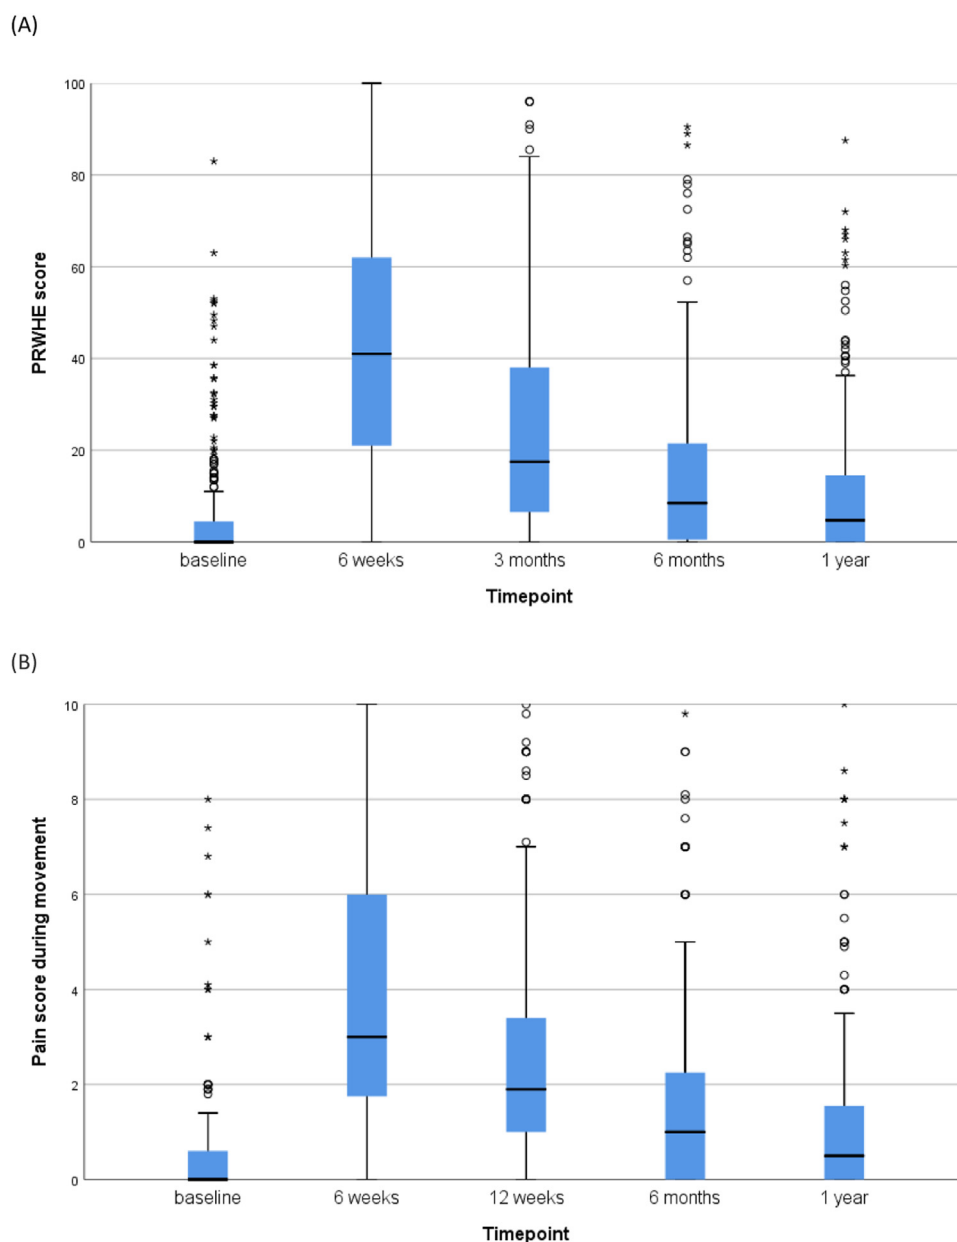 (A)
100
80
60
40
20
0
PRWHE score
baseline 6 weeks 3 months 6 months 1 year
Timepoint
(B)
10
8
6
4
2
0
Pain score during movement
baseline 6 weeks 12 weeks 6 months 1 year
Timepoint